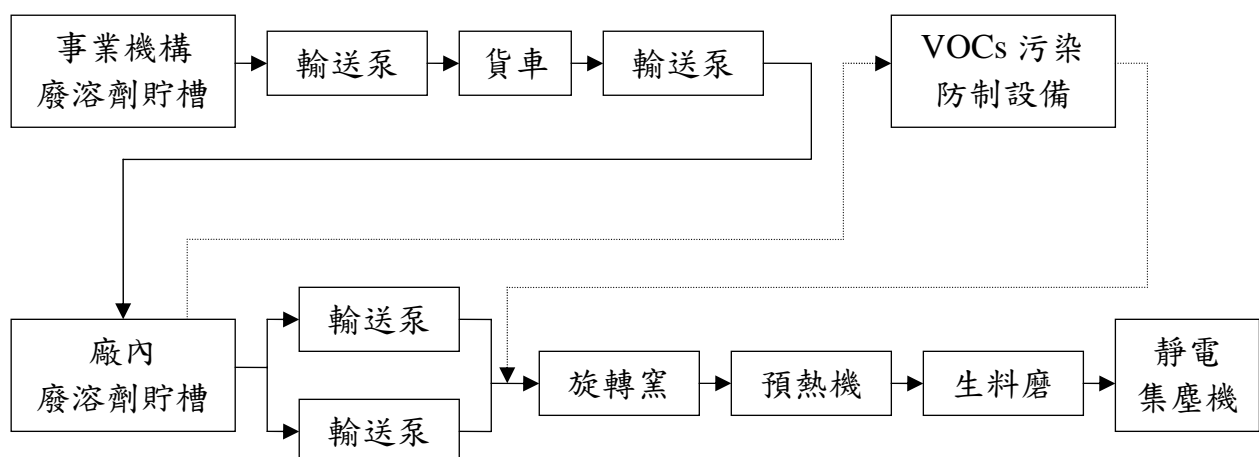 事業機構
廢溶劑貯槽
輸送泵
貨車
輸送泵
VOCs 污染
防制設備
廠內
廢溶劑貯槽
輸送泵
輸送泵
旋轉窯
預熱機
生料磨
靜電
集塵機